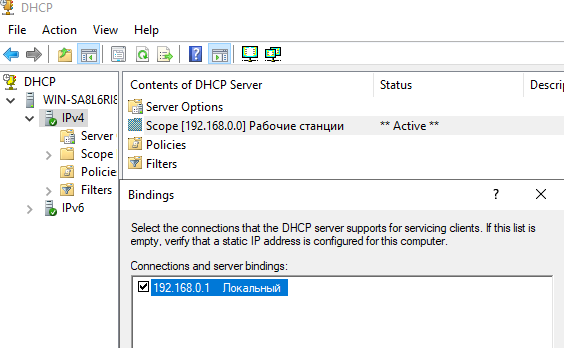 DHCP
File Action View Help
DHCP
WIN-SA8L6RI8
IPv4
Server
Scope
Policie
Filters
IPv6
Contents of DHCP Server Status Descri
Server Options
Scope [192.168.0.0] Рабочие станции ** Active **
Policies
Filters
Bindings
Select the connections that the DHCP server supports for servicing clients. If this list is
empty, verify that a static IP address is configured for this computer.
Connections and server bindings:
192.168.0.1 Локальный